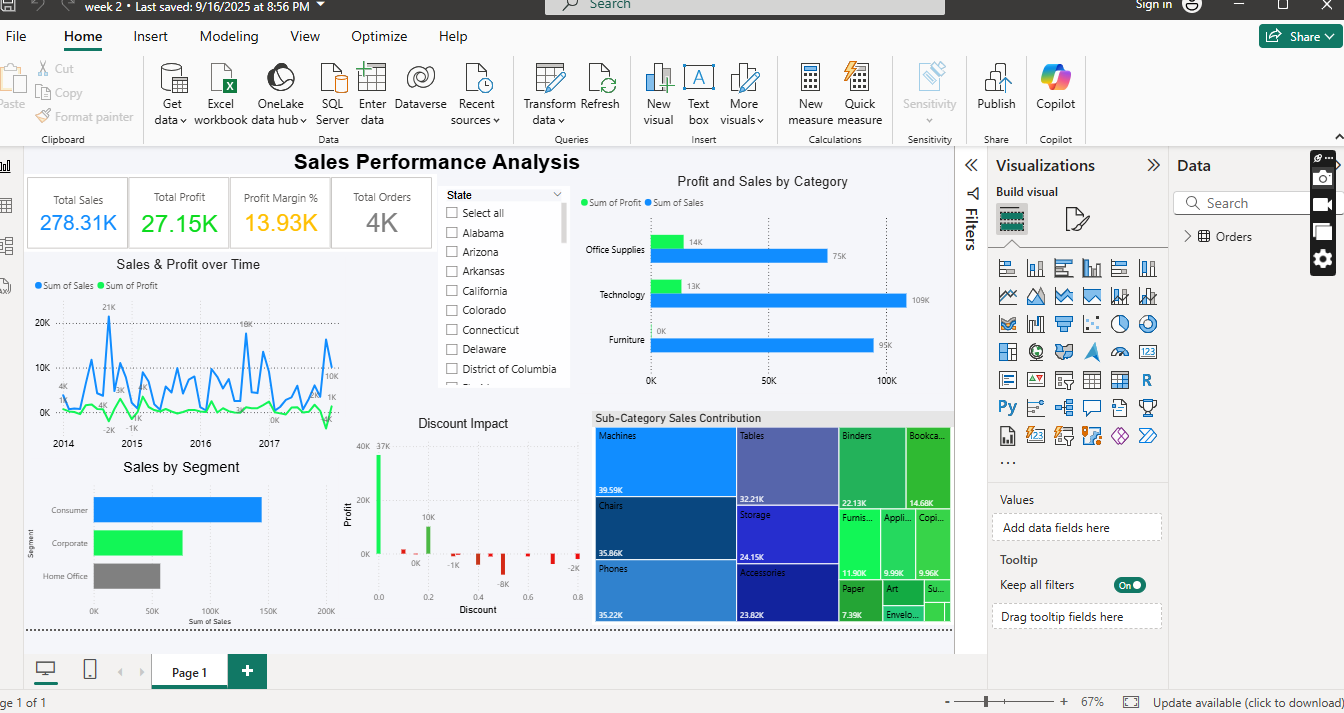 week 2 • Last saved: 9/16/2025 at 8:56 PM
Search
Sign in
File Home Insert Modeling View Optimize Help
Share
Paste
Cut
Copy
Format painter
Clipboard
Get data
Excel workbook
OneLake data hub
SQL Server
Enter data
Dataverse
Recent sources
Data
Transform data
Refresh
Queries
New visual
Text box
More visuals
Insert
New measure
Quick measure
Calculations
Sensitivity
Sensitivity
Publish
Share
Copilot
Copilot
Sales Performance Analysis
Total Sales
278.31K
Total Profit
27.15K
Profit Margin %
13.93K
Total Orders
4K
State
Select all
Alabama
Arizona
Arkansas
California
Colorado
Connecticut
Delaware
District of Columbia
Profit and Sales by Category
Sum of Profit Sum of Sales
Office Supplies
14K
75K
Technology
13K
109K
Furniture
0K
95K
0K 50K 100K
Sales & Profit over Time
Sum of Sales Sum of Profit
20K
10K
0K
21K
4K
4K
-2K
3K
-1K
0K
10K
1K
2014 2015 2016 2017
Sales by Segment
Segment
Consumer
Corporate
Home Office
0K 50K 100K 150K 200K
Sum of Sales
Discount Impact
Profit
40K
20K
0K
37K
10K
0K
-1K
-8K
-2K
0.0 0.2 0.4 0.6 0.8
Discount
Sub-Category Sales Contribution
Machines
39.59K
Chairs
35.86K
Phones
35.22K
Tables
32.21K
Storage
24.15K
Accessories
23.82K
Binders
22.13K
Bookca...
14.68K
Furnis...
11.90K
Appli...
9.99K
Copi...
9.96K
Paper
7.39K
Art
Su...
Envelo...
Filters
Visualizations
Build visual
R
Py
123
123
...
Values
Add data fields here
Tooltip
Keep all filters
On
Drag tooltip fields here
Data
Search
Orders
Page 1
+
ge 1 of 1
- + 67%
Update available (click to download)